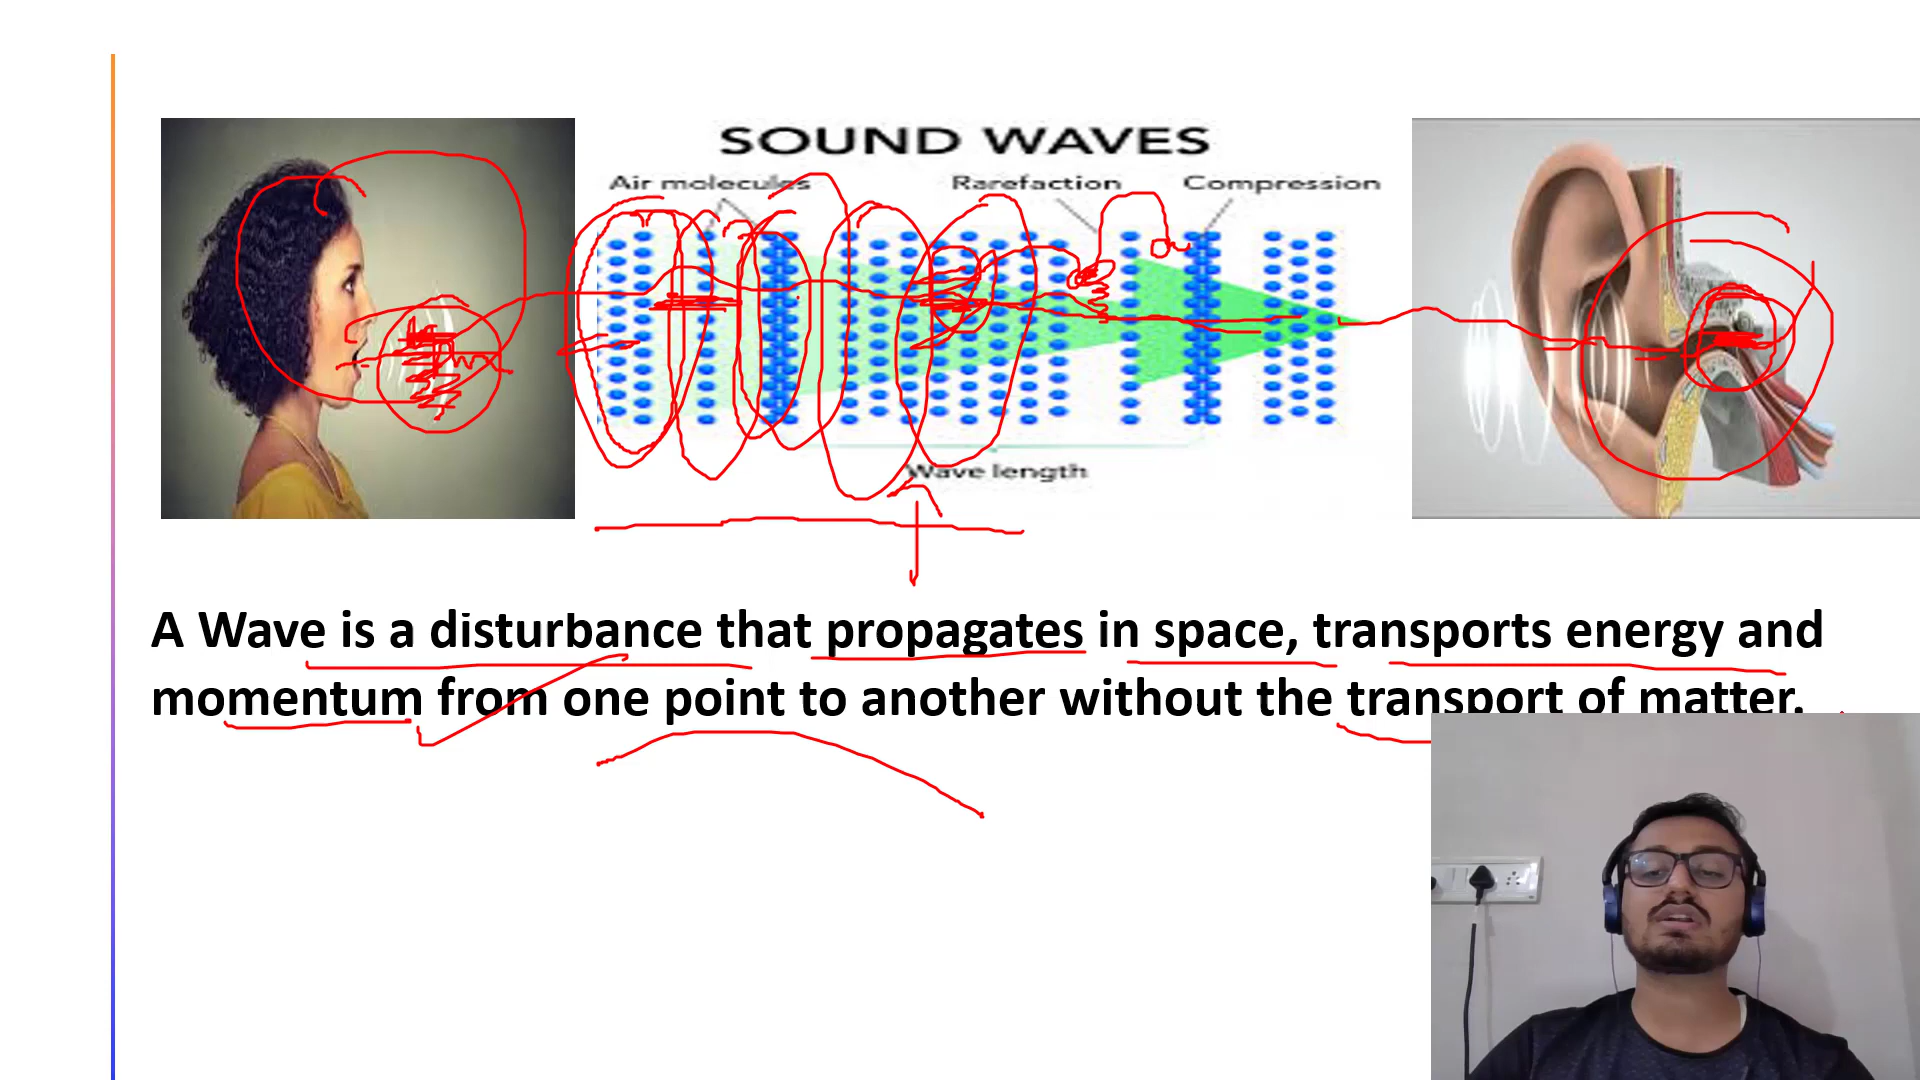 SOUND WAVES
Air molecules
Rarefaction
Compression
Wave length
A Wave is a disturbance that propagates in space, transports energy and
momentum from one point to another without the transport of matter.